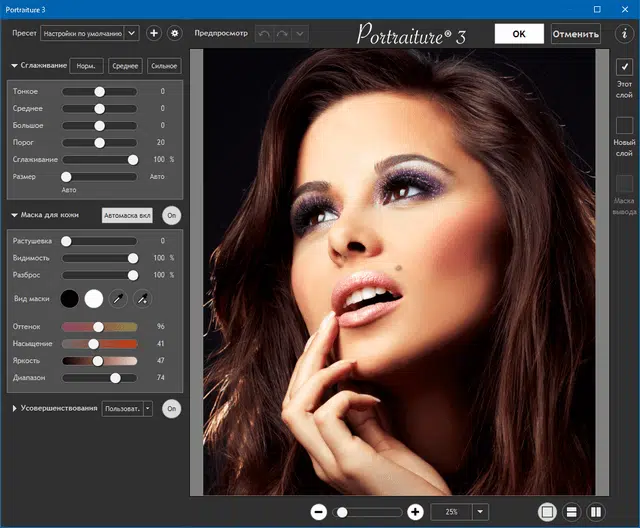 Portraiture 3
Пресет Настройки по умолчанию
Предпросмотр
Portraiture® 3
OK
Отменить
i
Сглаживание Норм. Среднее Сильное
Тонкое 0
Среднее 0
Большое 0
Порог 20
Сглаживание 100 %
Размер Авто
Авто
Маска для кожи Автомаска вкл On
Растушевка 0
Видимость 100 %
Разброс 100 %
Вид маски
Оттенок 96
Насыщение 41
Яркость 47
Диапазон 74
Усовершенствования Пользоват. On
Этот
слой
Новый
слой
Маска
вывода
25%